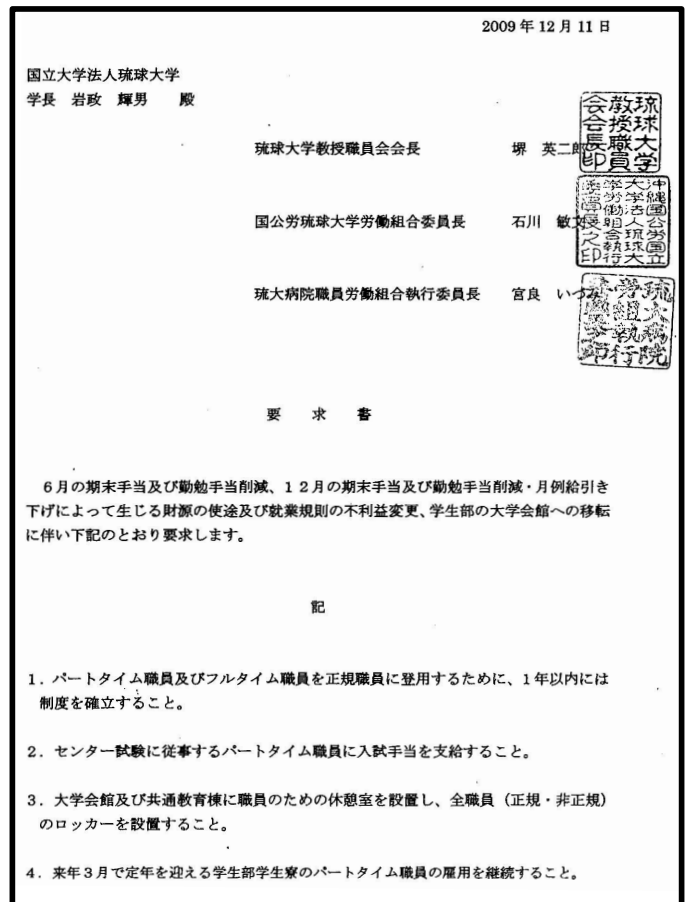 2009年12月11日
国立大学法人琉球大学
学長 岩政 輝男 殿
琉球大学教授職員会会長 堺 英二郎
琉球大学教授職員会会長印
国公労琉球大学労働組合委員長 石川 敏文
琉大病院職員労働組合執行委員長 宮良 いづみ
要 求 書
6月の期末手当及び勤勉手当削減、12月の期末手当及び勤勉手当削減・月例給引き
下げによって生じる財源の使途及び就業規則の不利益変更、学生部の大学会館への移転
に伴い下記のとおり要求します。
記
1．パートタイム職員及びフルタイム職員を正規職員に登用するために、1年以内には
制度を確立すること。
2．センター試験に従事するパートタイム職員に入試手当を支給すること。
3．大学会館及び共通教育棟に職員のための休憩室を設置し、全職員（正規・非正規）
のロッカーを設置すること。
4．来年3月で定年を迎える学生部学生寮のパートタイム職員の雇用を継続すること。